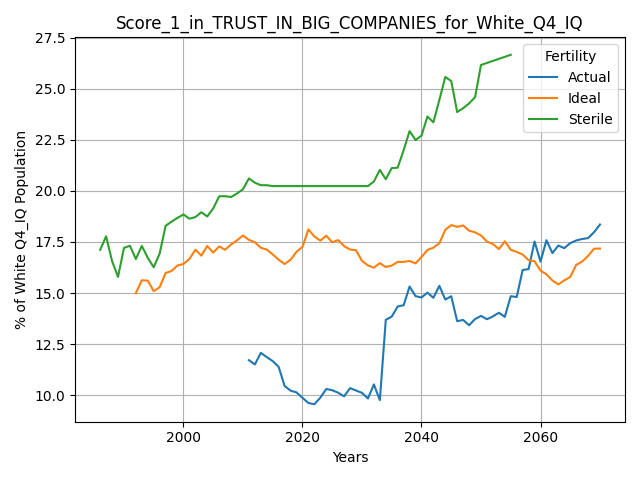 Score_1_in_TRUST_IN_BIG_COMPANIES_for_White_Q4_IQ
27.5
25.0
22.5
20.0
17.5
15.0
12.5
10.0
% of White Q4_IQ Population
Fertility
Actual
Ideal
Sterile
2000
2020
2040
2060
Years